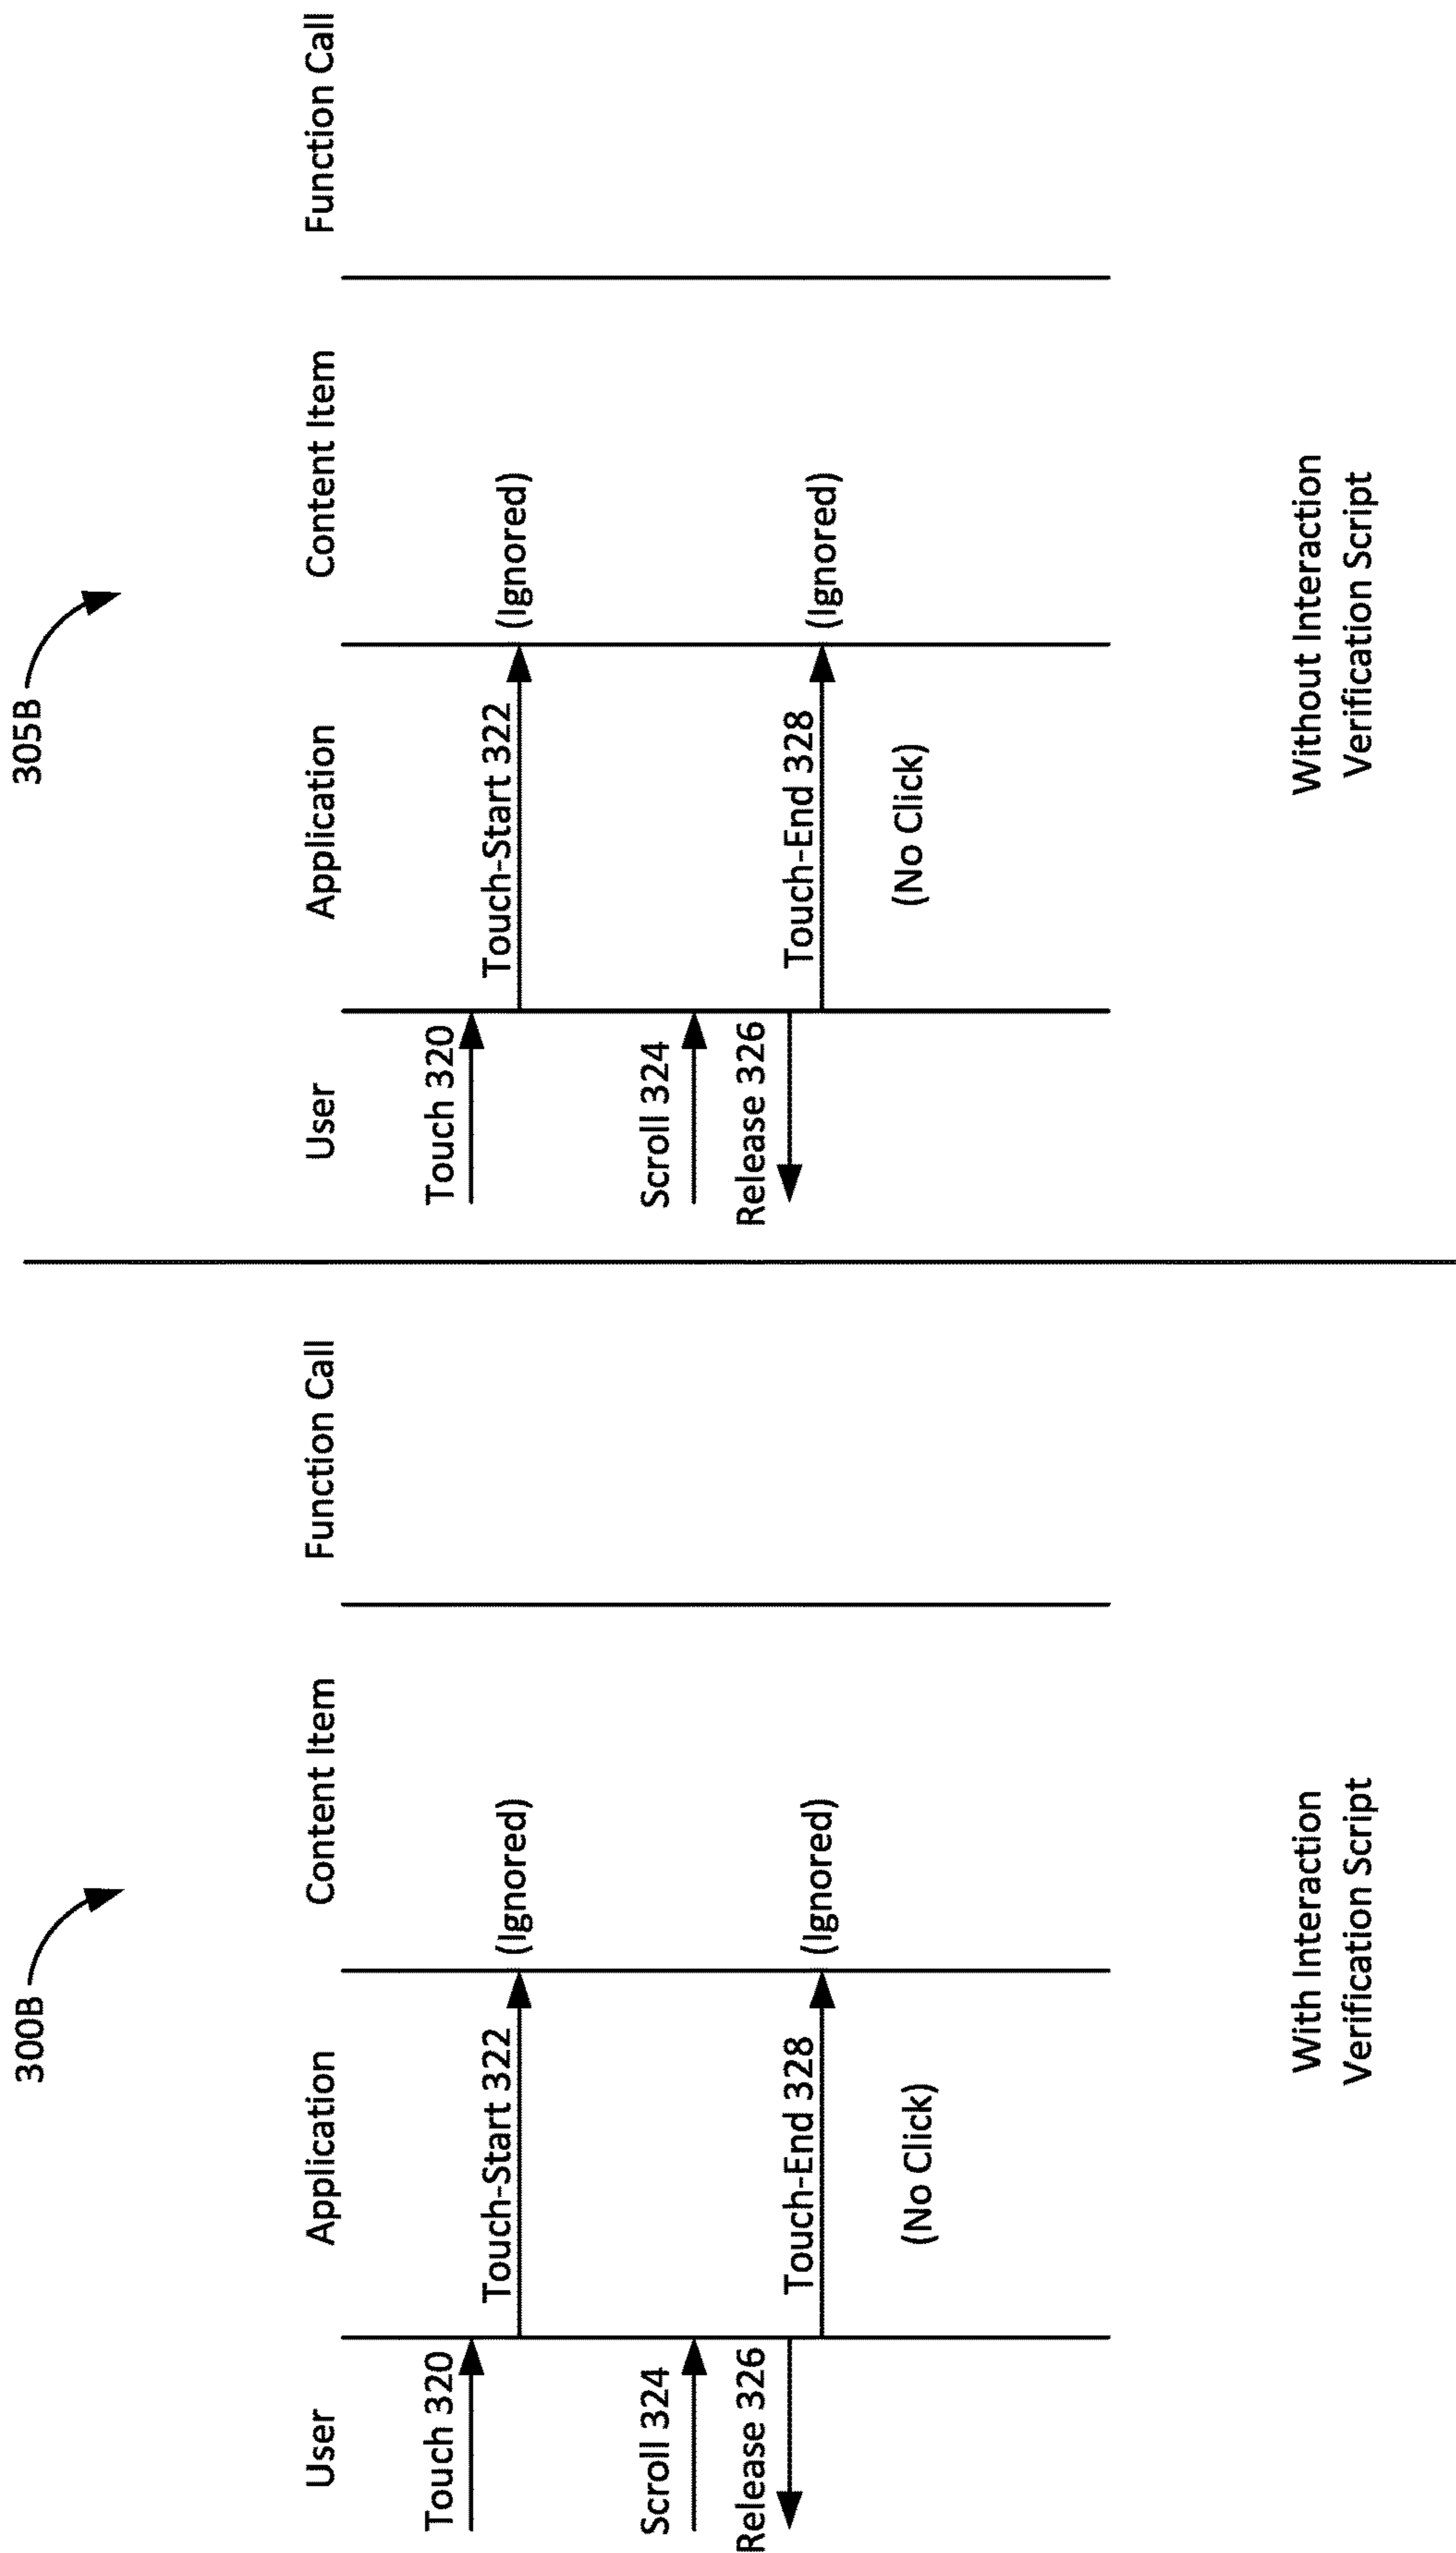 300B
User
Application
Content Item
Function Call
Touch 320
Touch-Start 322
(Ignored)
Scroll 324
Release 326
Touch-End 328
(Ignored)
(No Click)
With Interaction
Verification Script
305B
User
Application
Content Item
Function Call
Touch 320
Touch-Start 322
(Ignored)
Scroll 324
Release 326
Touch-End 328
(Ignored)
(No Click)
Without Interaction
Verification Script